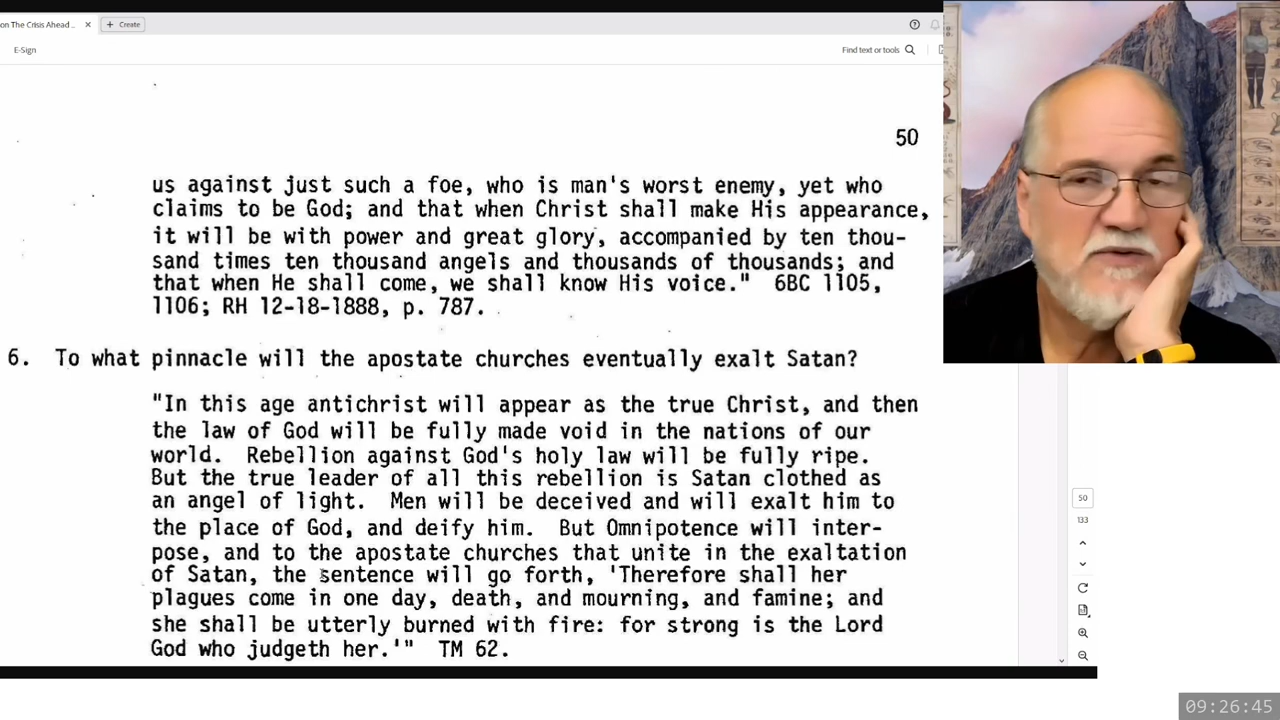 on The Crisis Ahead ..
Create
E-Sign
Find text or tools
50
us against just such a foe, who is man's worst enemy, yet who
claims to be God; and that when Christ shall make His appearance,
it will be with power and great glory, accompanied by ten thou-
sand times ten thousand angels and thousands of thousands; and
that when He shall come, we shall know His voice." 6BC 1105,
1106; RH 12-18-1888, p. 787.
6. To what pinnacle will the apostate churches eventually exalt Satan?
"In this age antichrist will appear as the true Christ, and then
the law of God will be fully made void in the nations of our
world. Rebellion against God's holy law will be fully ripe.
But the true leader of all this rebellion is Satan clothed as
an angel of light. Men will be deceived and will exalt him to
the place of God, and deify him. But Omnipotence will inter-
pose, and to the apostate churches that unite in the exaltation
of Satan, the sentence will go forth, 'Therefore shall her
plagues come in one day, death, and mourning, and famine; and
she shall be utterly burned with fire: for strong is the Lord
God who judgeth her.'" TM 62.
50
133
09:26:45